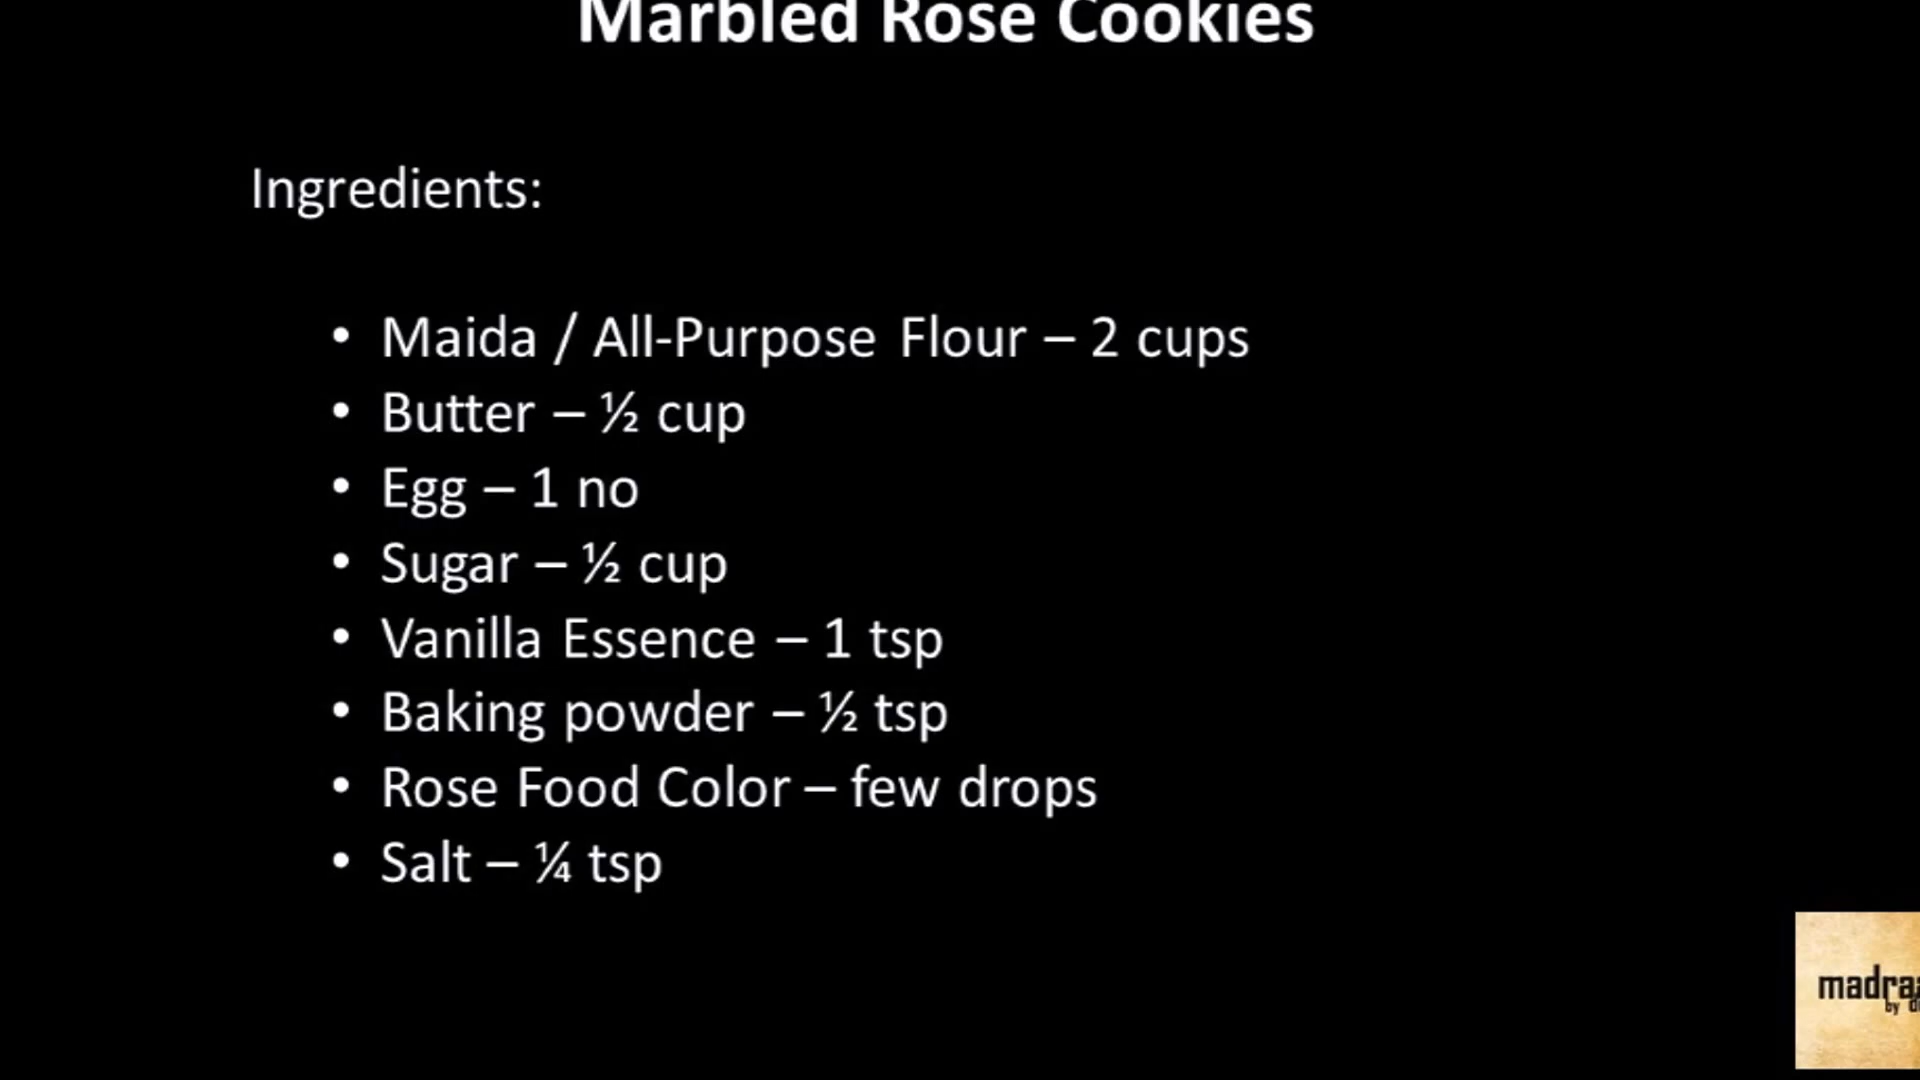 Marbled Rose Cookies
Ingredients:
• Maida / All-Purpose Flour – 2 cups
• Butter – ½ cup
• Egg – 1 no
• Sugar – ½ cup
• Vanilla Essence – 1 tsp
• Baking powder – ½ tsp
• Rose Food Color – few drops
• Salt – ¼ tsp
by